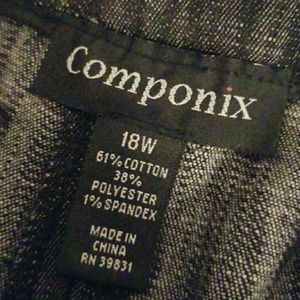 Componix
18W
61% COTTON
38%
POLYESTER
1% SPANDEX
MADE IN
CHINA
RN 39831